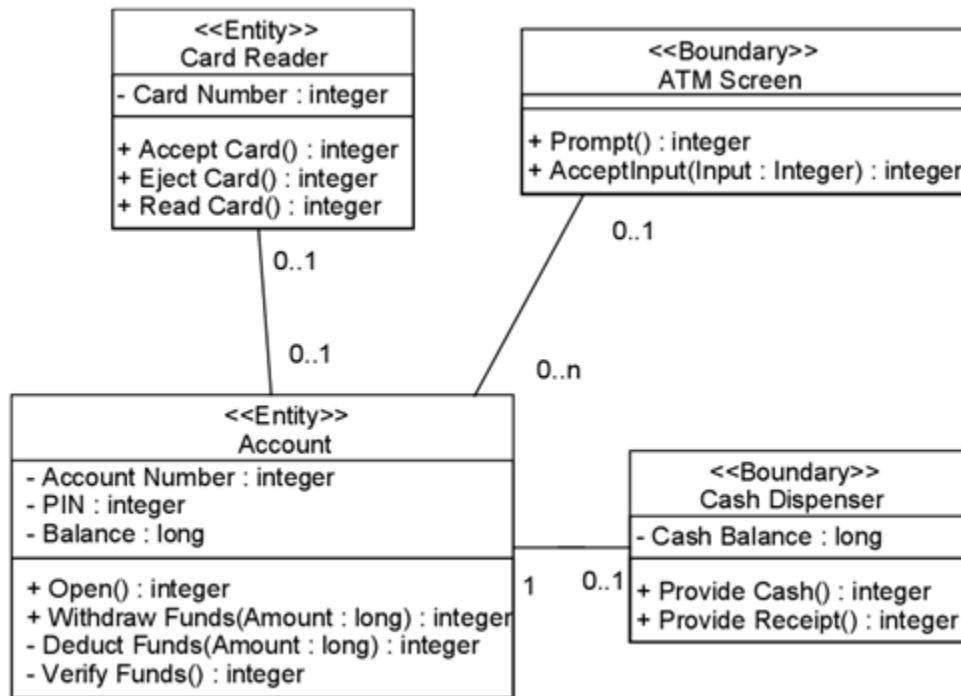 <<Entity>>
Card Reader
- Card Number : integer
+ Accept Card() : integer
+ Eject Card() : integer
+ Read Card() : integer
<<Boundary>>
ATM Screen
+ Prompt() : integer
+ AcceptInput(Input : Integer) : integer
0..1
0..1
0..1
0..n
<<Entity>>
Account
- Account Number : integer
- PIN : integer
- Balance : long
+ Open() : integer
+ Withdraw Funds(Amount : long) : integer
- Deduct Funds(Amount : long) : integer
- Verify Funds() : integer
1
0..1
<<Boundary>>
Cash Dispenser
- Cash Balance : long
+ Provide Cash() : integer
+ Provide Receipt() : integer